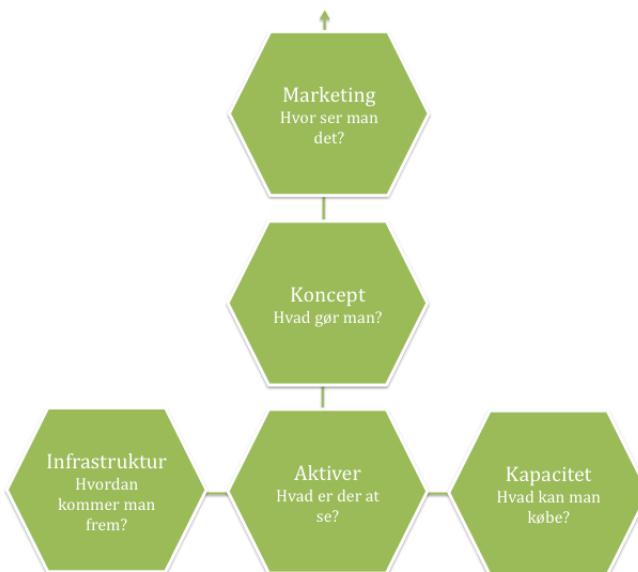 Marketing
Hvor ser man
det?
Koncept
Hvad gør man?
Infrastruktur
Hvordan
kommer man
frem?
Aktiver
Hvad er der at
se?
Kapacitet
Hvad kan man
købe?